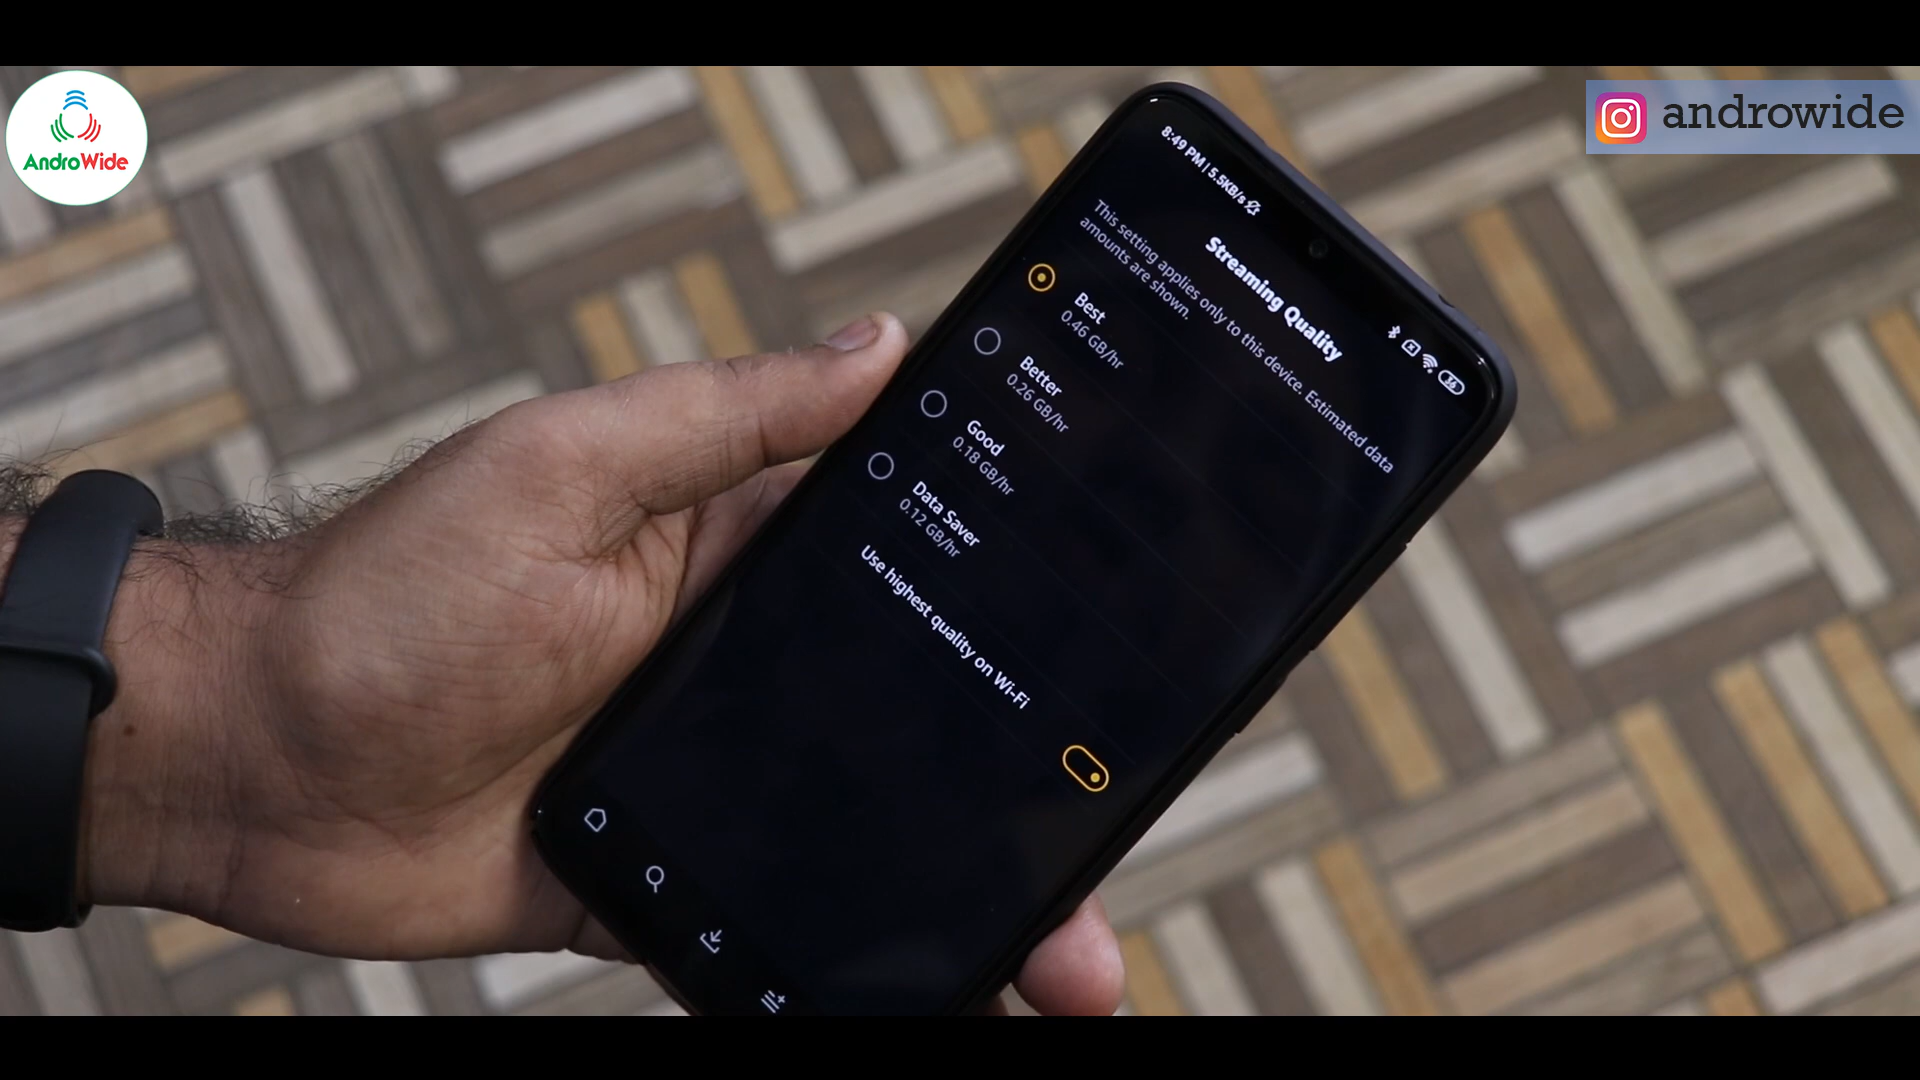 AndroWide
androwide
8:49 PM | 5.5KB/s
36
Streaming Quality
This setting applies only to this device. Estimated data
amounts are shown.
Best
0.46 GB/hr
Better
0.26 GB/hr
Good
0.18 GB/hr
Data Saver
0.12 GB/hr
Use highest quality on Wi-Fi